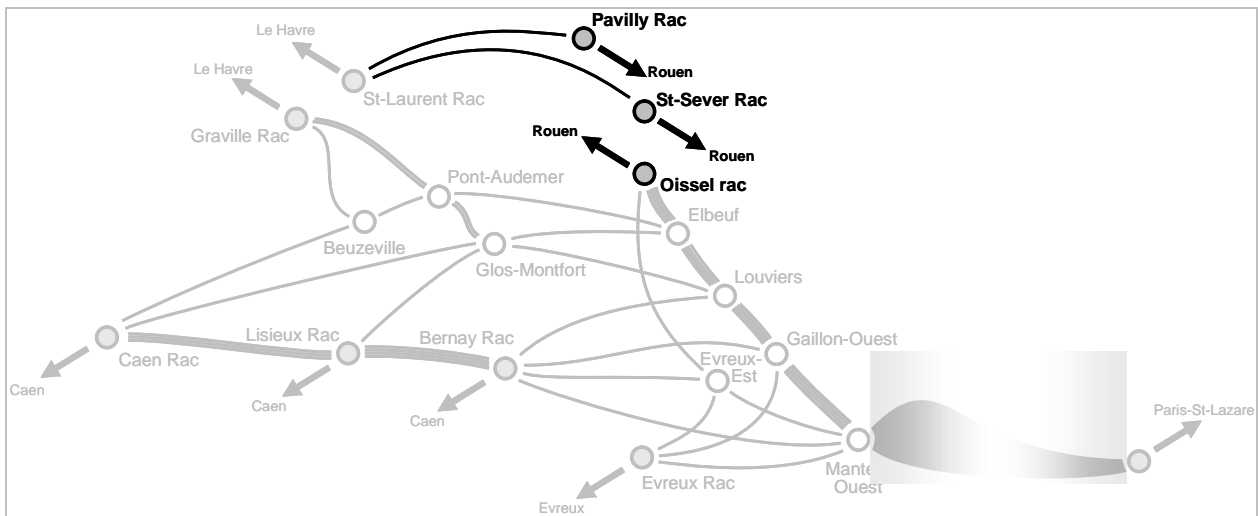 Pavilly Rac
Le Havre
Rouen
Le Havre
St-Laurent Rac
St-Sever Rac
Graville Rac
Rouen
Rouen
Pont-Audemer
Oissel rac
Elbeuf
Beuzeville
Glos-Montfort
Louviers
Lisieux Rac
Bernay Rac
Gaillon-Ouest
Caen Rac
Evreux-
Est
Caen
Caen
Caen
Paris-St-Lazare
Evreux Rac
Ouest
Evreux